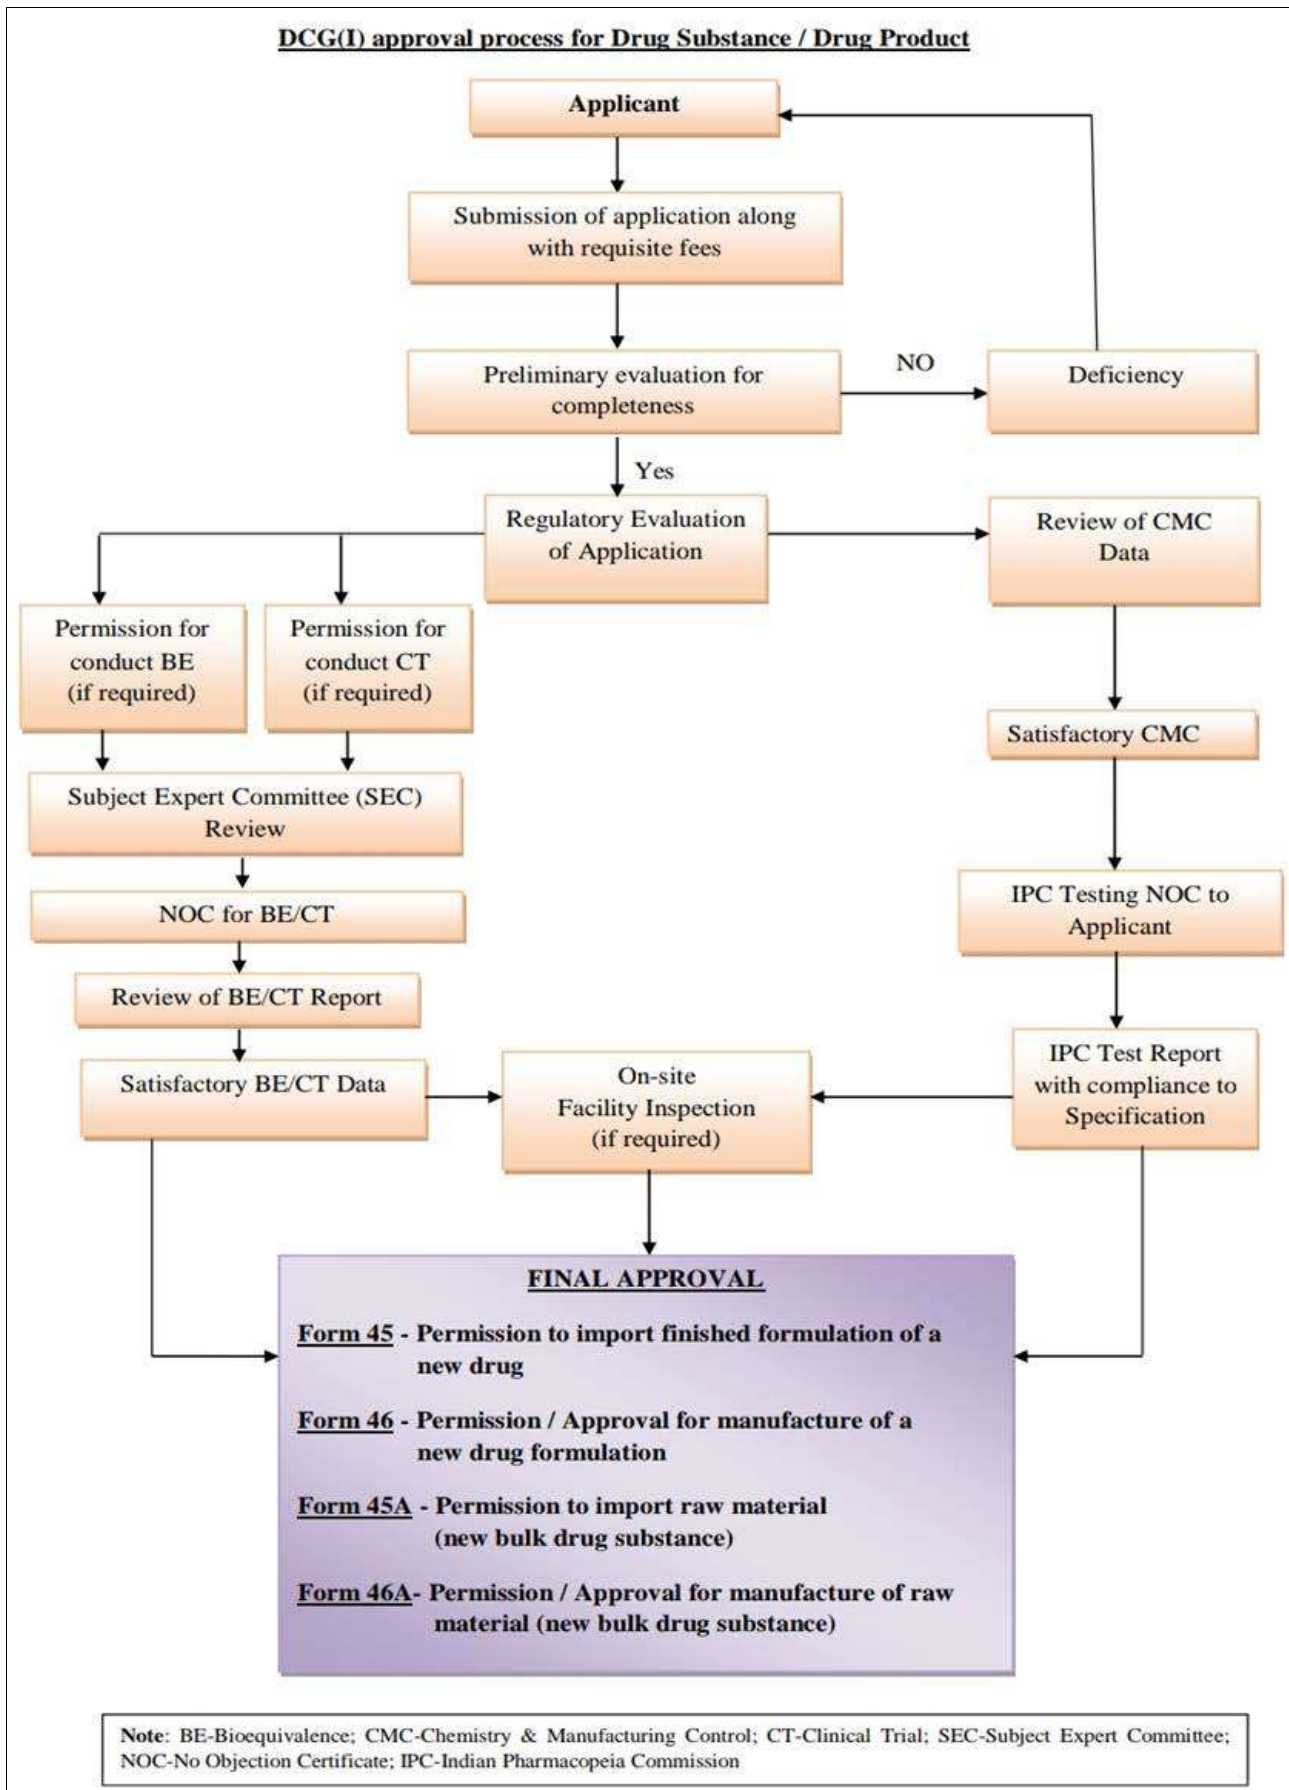 DCG(I) approval process for Drug Substance / Drug Product
Applicant
Submission of application along
with requisite fees
Preliminary evaluation for
completeness
NO
Deficiency
Yes
Regulatory Evaluation
of Application
Review of CMC
Data
Permission for
conduct BE
(if required)
Permission for
conduct CT
(if required)
Satisfactory CMC
Subject Expert Committee (SEC)
Review
IPC Testing NOC to
Applicant
NOC for BE/CT
Review of BE/CT Report
Satisfactory BE/CT Data
On-site
Facility Inspection
(if required)
IPC Test Report
with compliance to
Specification
FINAL APPROVAL
Form 45 - Permission to import finished formulation of a
new drug
Form 46 - Permission / Approval for manufacture of a
new drug formulation
Form 45A - Permission to import raw material
(new bulk drug substance)
Form 46A- Permission / Approval for manufacture of raw
material (new bulk drug substance)
Note: BE-Bioequivalence; CMC-Chemistry & Manufacturing Control; CT-Clinical Trial; SEC-Subject Expert Committee;
NOC-No Objection Certificate; IPC-Indian Pharmacopeia Commission